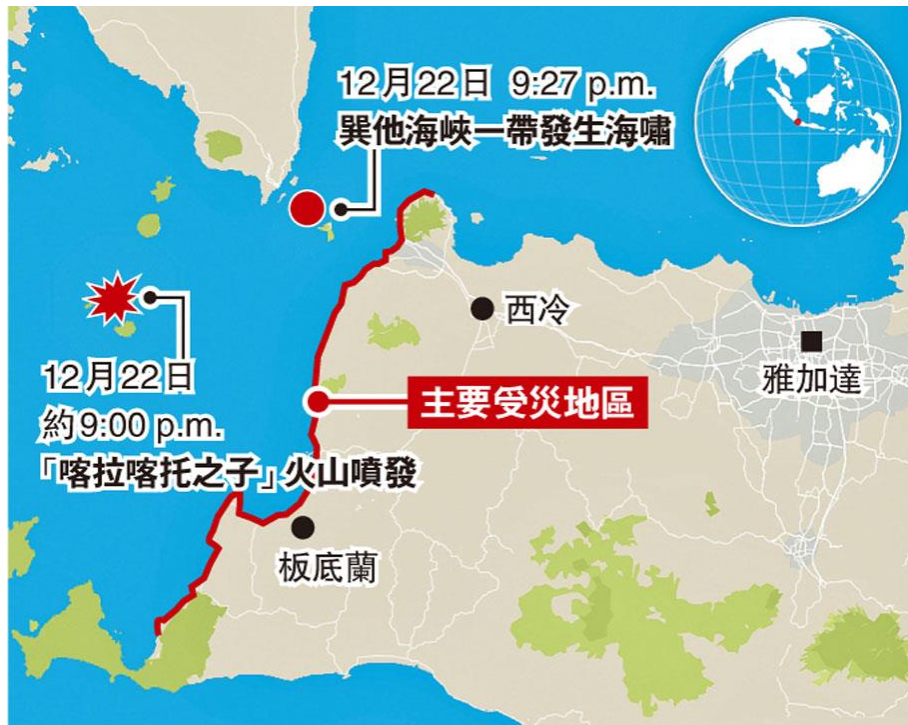 12月22日 9:27 p.m.
巽他海峽一帶發生海嘯
西冷
雅加達
主要受災地區
12月22日
約9:00 p.m.
「喀拉喀托之子」火山噴發
板底蘭